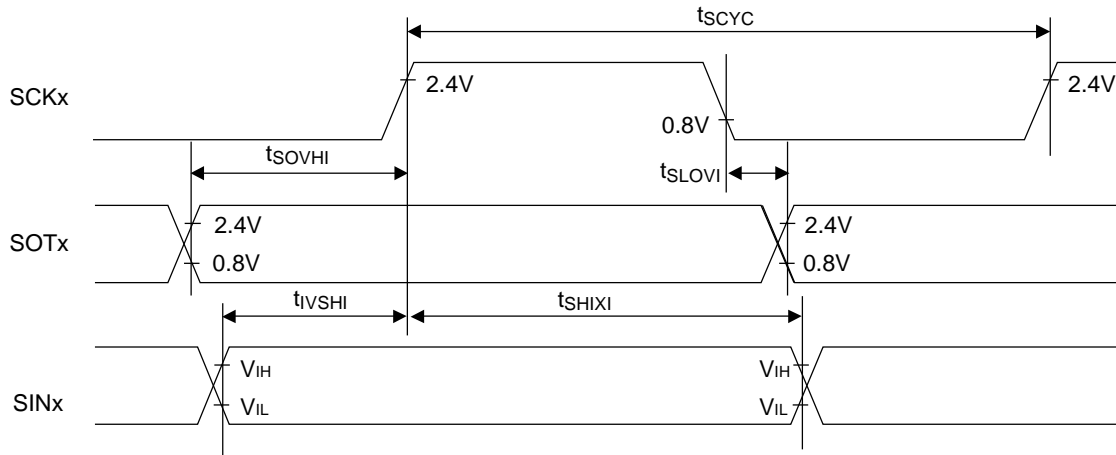 tSCYC
SCKx
2.4V
0.8V
2.4V
tSOVHI
tSLOVI
SOTx
2.4V
0.8V
2.4V
0.8V
tIVSHI
tSHIXI
SINx
VIH
VIL
VIH
VIL